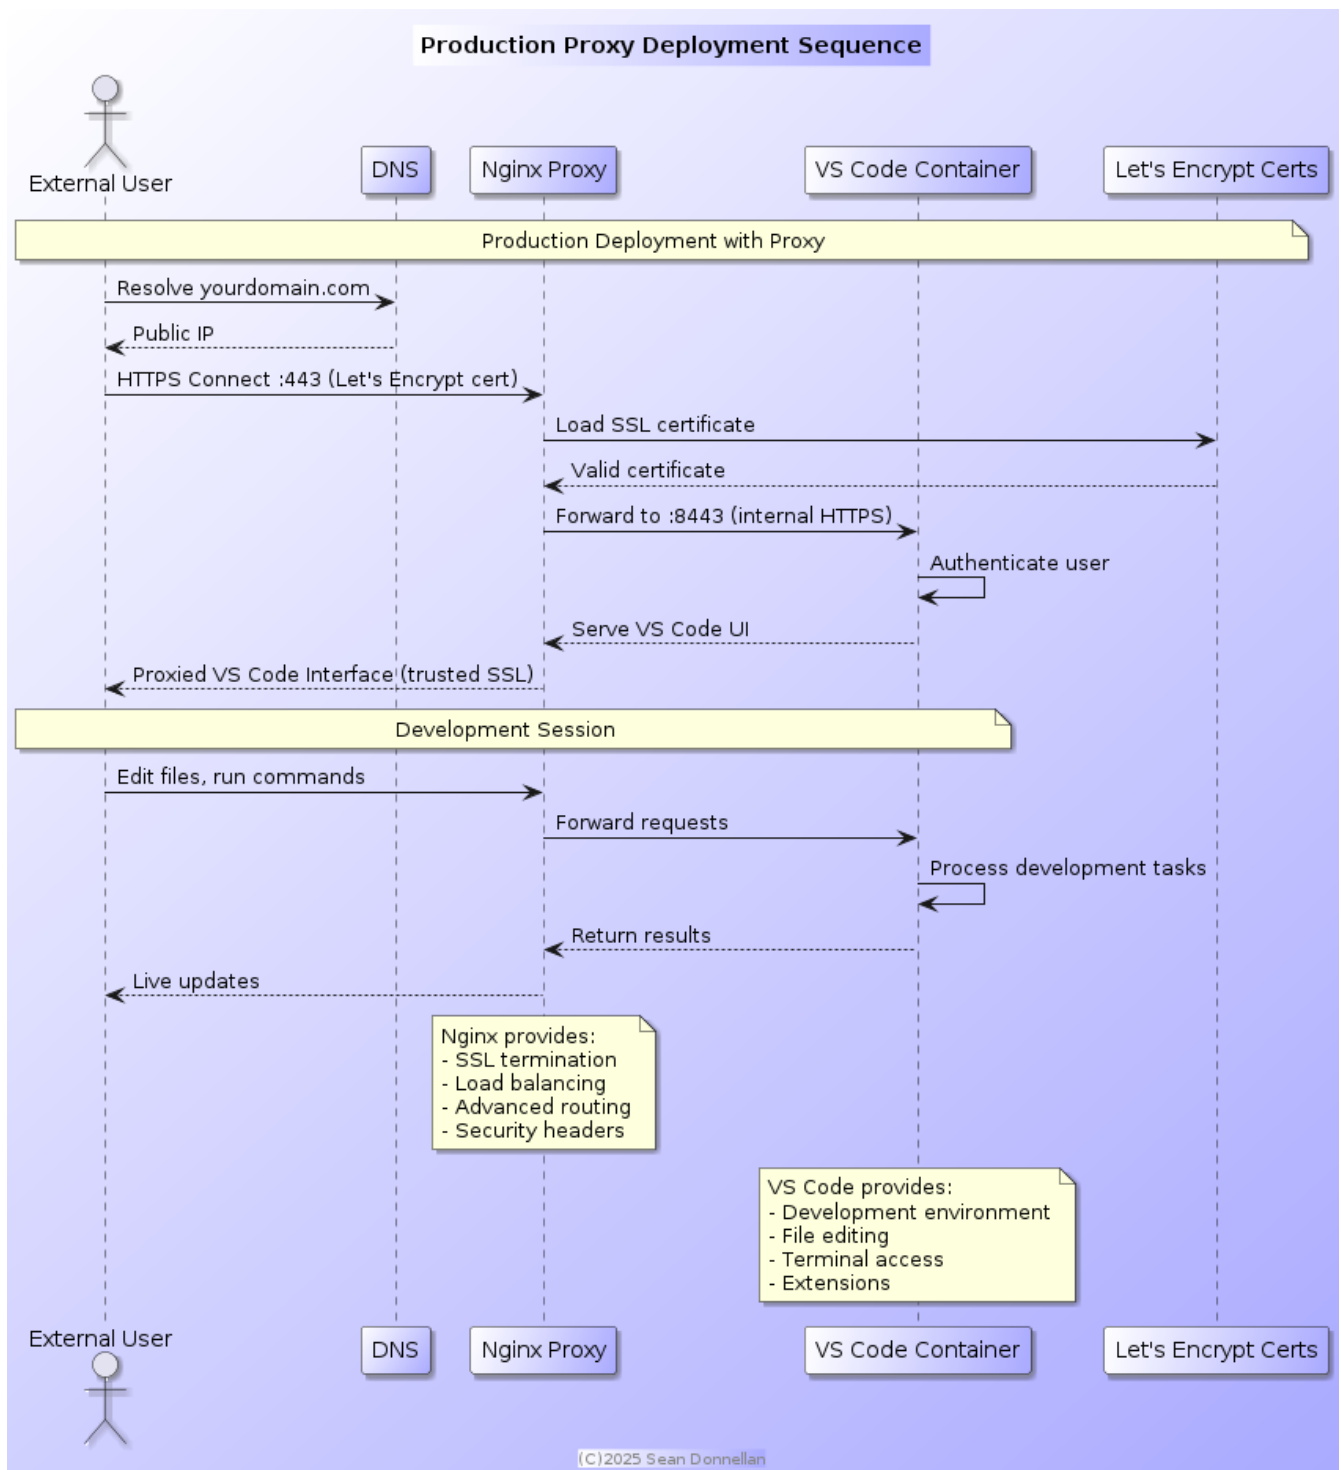 Production Proxy Deployment Sequence
External User
DNS
Nginx Proxy
VS Code Container
Let's Encrypt Certs
Production Deployment with Proxy
Resolve yourdomain.com
Public IP
HTTPS Connect :443 (Let's Encrypt cert)
Load SSL certificate
Valid certificate
Forward to :8443 (internal HTTPS)
Authenticate user
Serve VS Code UI
Proxied VS Code Interface (trusted SSL)
Development Session
Edit files, run commands
Forward requests
Process development tasks
Return results
Live updates
Nginx provides:
- SSL termination
- Load balancing
- Advanced routing
- Security headers
VS Code provides:
- Development environment
- File editing
- Terminal access
- Extensions
External User
DNS
Nginx Proxy
VS Code Container
Let's Encrypt Certs
(C)2025 Sean Donnellan